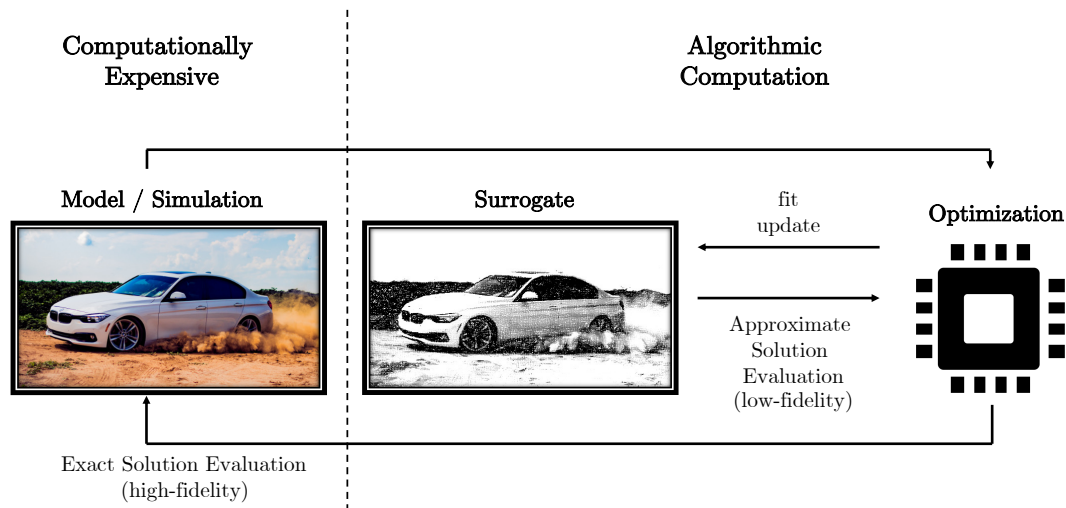 Computationally
Expensive
Algorithmic
Computation
Model / Simulation
Surrogate
fit
update
Optimization
Approximate
Solution
Evaluation
(low-fidelity)
Exact Solution Evaluation
(high-fidelity)